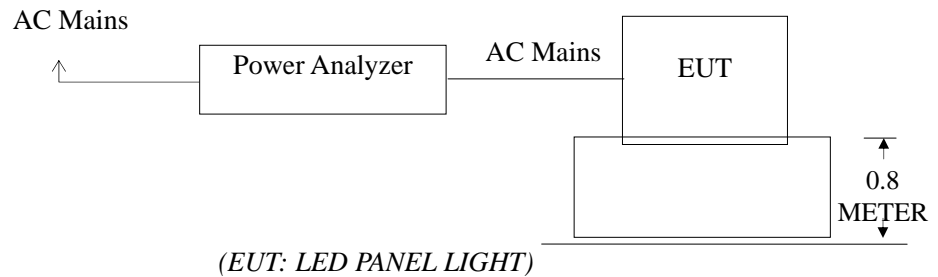 AC Mains
Power Analyzer
AC Mains
EUT
0.8
METER
(EUT: LED PANEL LIGHT)